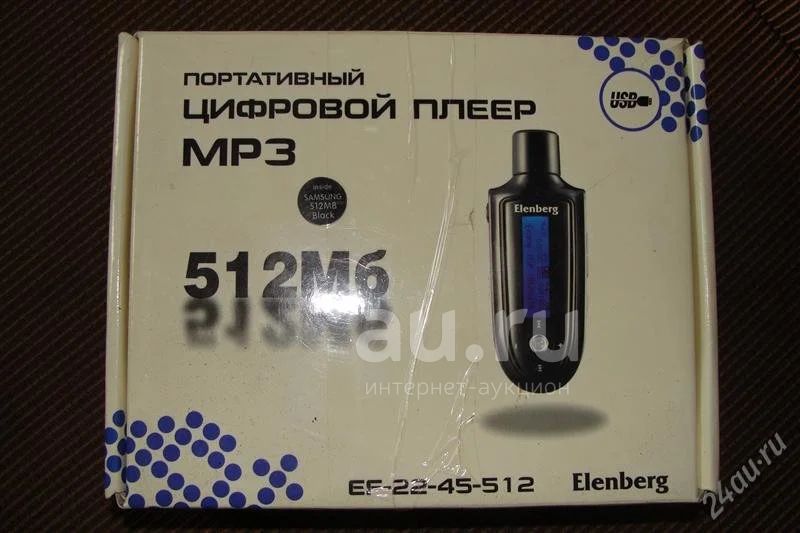 ПОРТАТИВНЫЙ
ЦИФРОВОЙ ПЛЕЕР
MP3
USB
inside
SAMSUNG
512MB
Black
Elenberg
512Мб
au.ru
интернет-аукцион
EF-22-45-512
Elenberg
24au.ru